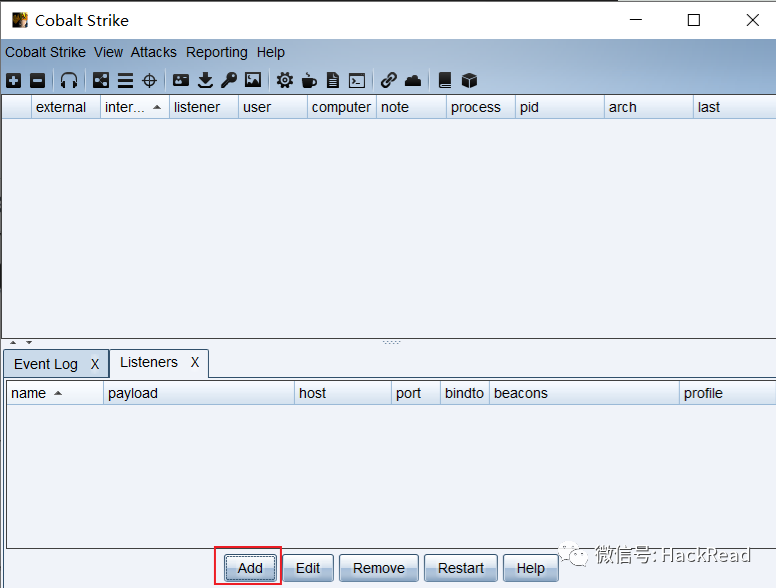 Cobalt Strike
Cobalt Strike View Attacks Reporting Help
external inter... listener user computer note process pid arch last
Event Log X Listeners X
name payload host port bindto beacons profile
Add Edit Remove Restart Help
微信号: HackRead